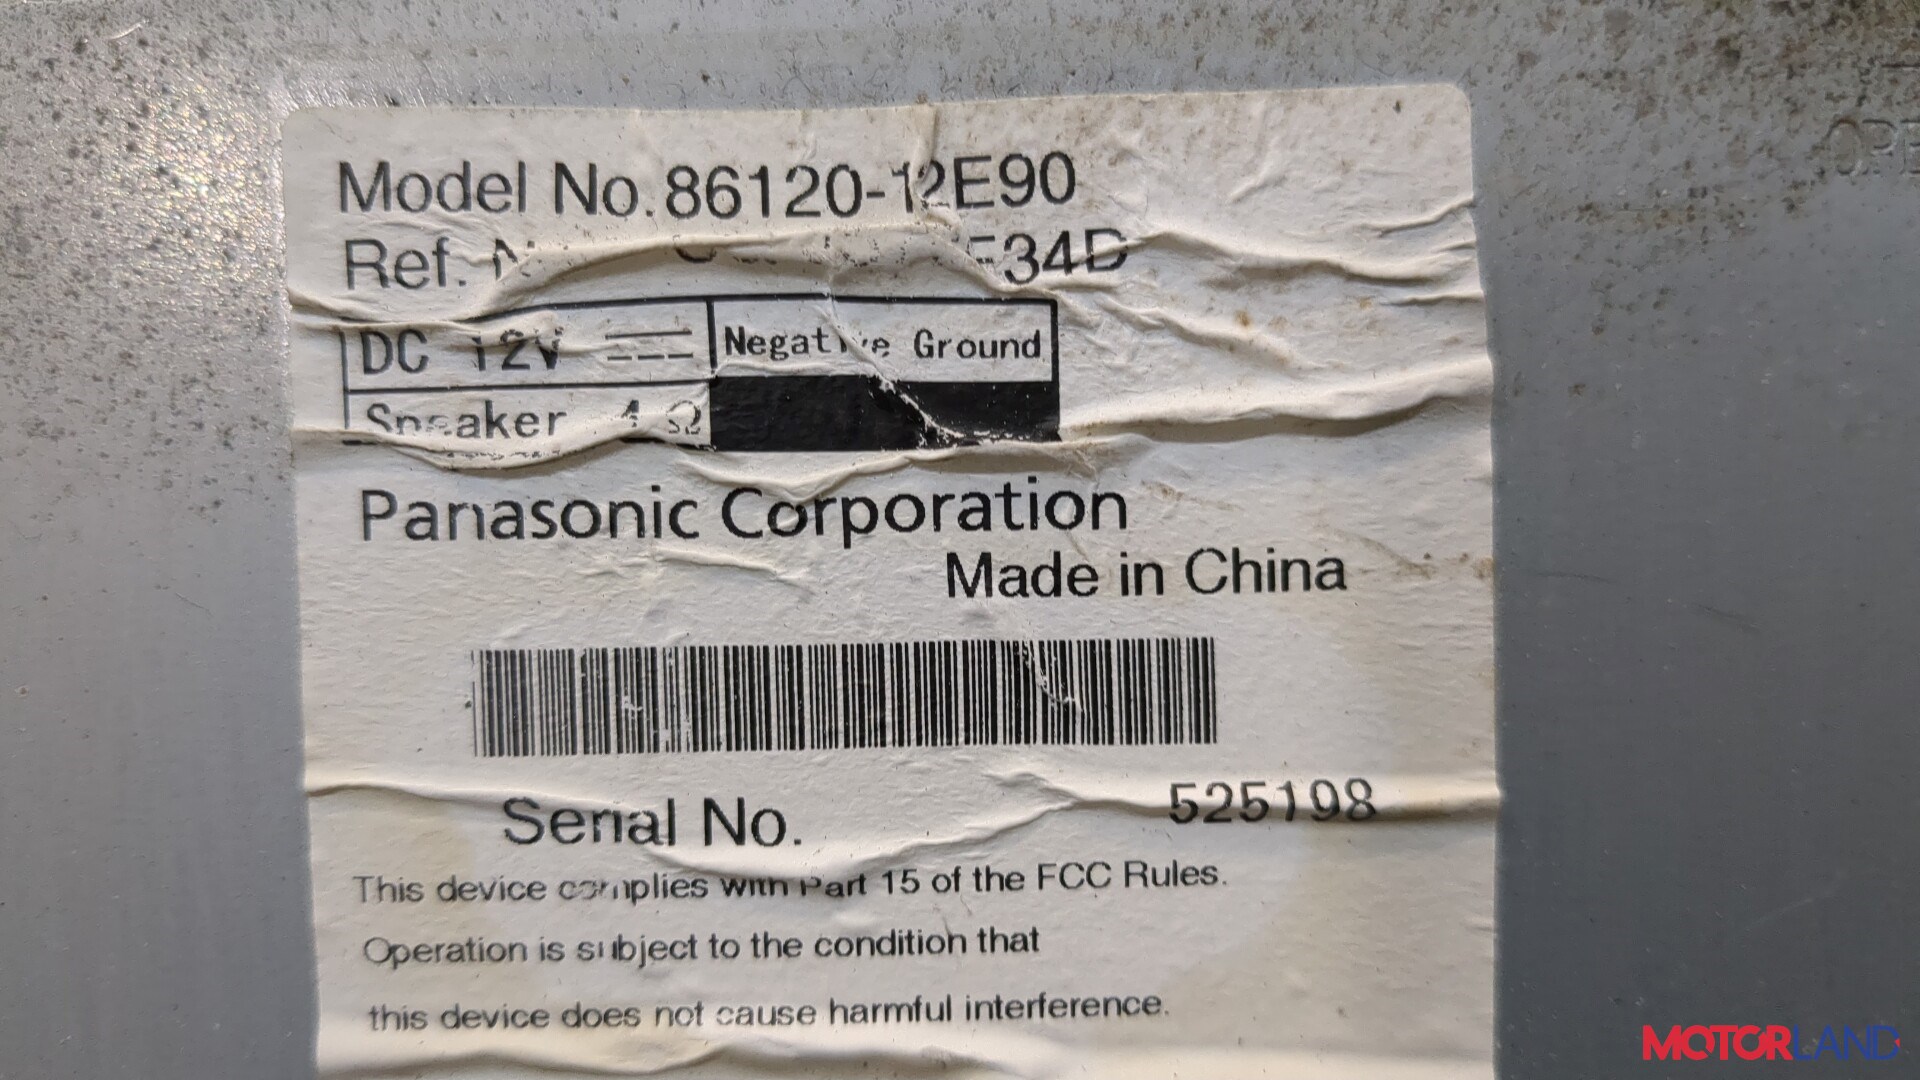 Model No.86120-12E90
Ref. 34D
DC 12V Negative Ground
Speaker 4 Ω
Panasonic Corporation
Made in China
Serial No. 525198
This device complies with Part 15 of the FCC Rules.
Operation is subject to the condition that
this device does not cause harmful interference.
MOTORLAND